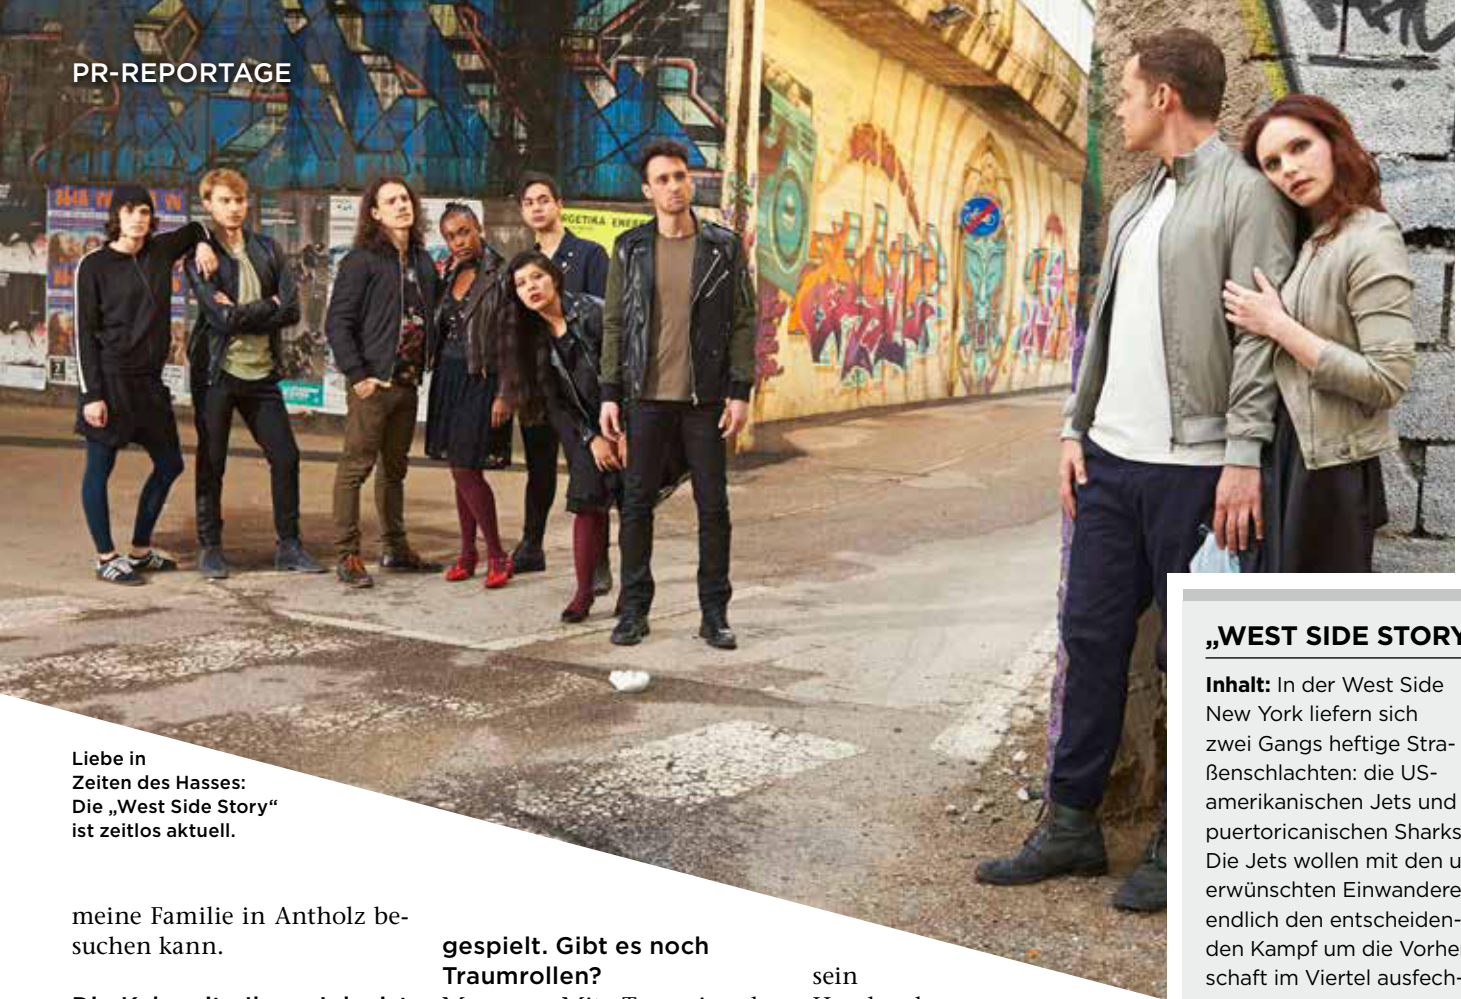 PR-REPORTAGE
Liebe in
Zeiten des Hasses:
Die „West Side Story“
ist zeitlos aktuell.
meine Familie in Antholz be-
suchen kann.
gespielt. Gibt es noch
Traumrollen?
sein
„WEST SIDE STORY
Inhalt: In der West Side
New York liefern sich
zwei Gangs heftige Stra-
ßenschlachten: die US-
amerikanischen Jets und
puertoricanischen Sharks
Die Jets wollen mit den u
erwünschten Einwandere
endlich den entscheiden-
den Kampf um die Vorhe
schaft im Viertel ausfech-